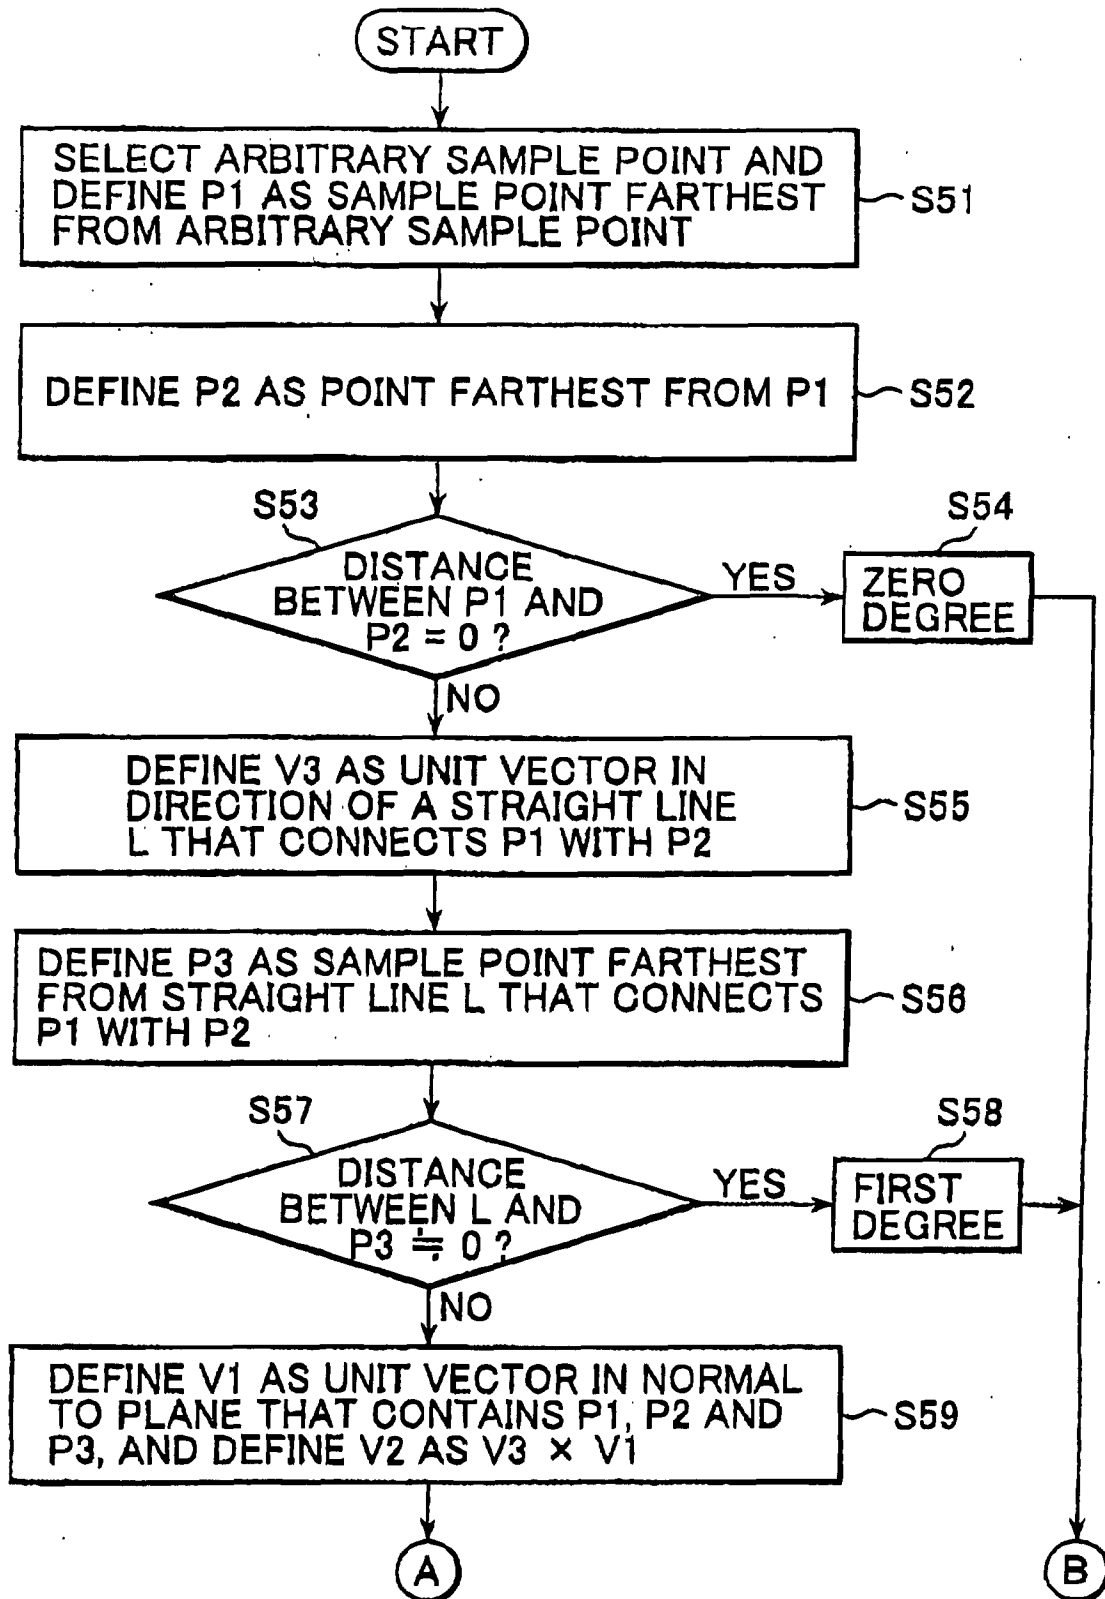 START
SELECT ARBITRARY SAMPLE POINT AND
DEFINE P1 AS SAMPLE POINT FARTHEST
FROM ARBITRARY SAMPLE POINT
S51
DEFINE P2 AS POINT FARTHEST FROM P1
S52
S53
DISTANCE
BETWEEN P1 AND
P2 = 0 ?
YES
S54
ZERO
DEGREE
NO
DEFINE V3 AS UNIT VECTOR IN
DIRECTION OF A STRAIGHT LINE
L THAT CONNECTS P1 WITH P2
S55
DEFINE P3 AS SAMPLE POINT FARTHEST
FROM STRAIGHT LINE L THAT CONNECTS
P1 WITH P2
S56
S57
DISTANCE
BETWEEN L AND
P3 ≒ 0 ?
YES
S58
FIRST
DEGREE
NO
DEFINE V1 AS UNIT VECTOR IN NORMAL
TO PLANE THAT CONTAINS P1, P2 AND
P3, AND DEFINE V2 AS V3 × V1
S59
A
B